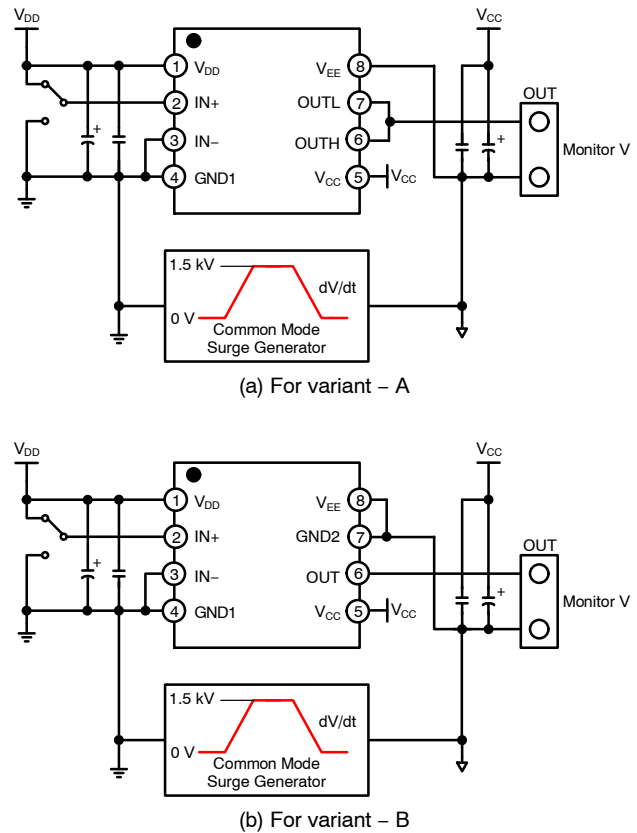 VDD VCC
1 VDD VEE 8
2 IN+ OUTL 7 OUT
3 IN− OUTH 6 Monitor V
4 GND1 VCC 5 VCC
+ +
1.5 kV
dV/dt
0 V
Common Mode
Surge Generator
(a) For variant − A
VDD VCC
1 VDD VEE 8
2 IN+ GND2 7 OUT
3 IN− OUT 6 Monitor V
4 GND1 VCC 5 VCC
+ +
1.5 kV
dV/dt
0 V
Common Mode
Surge Generator
(b) For variant − B